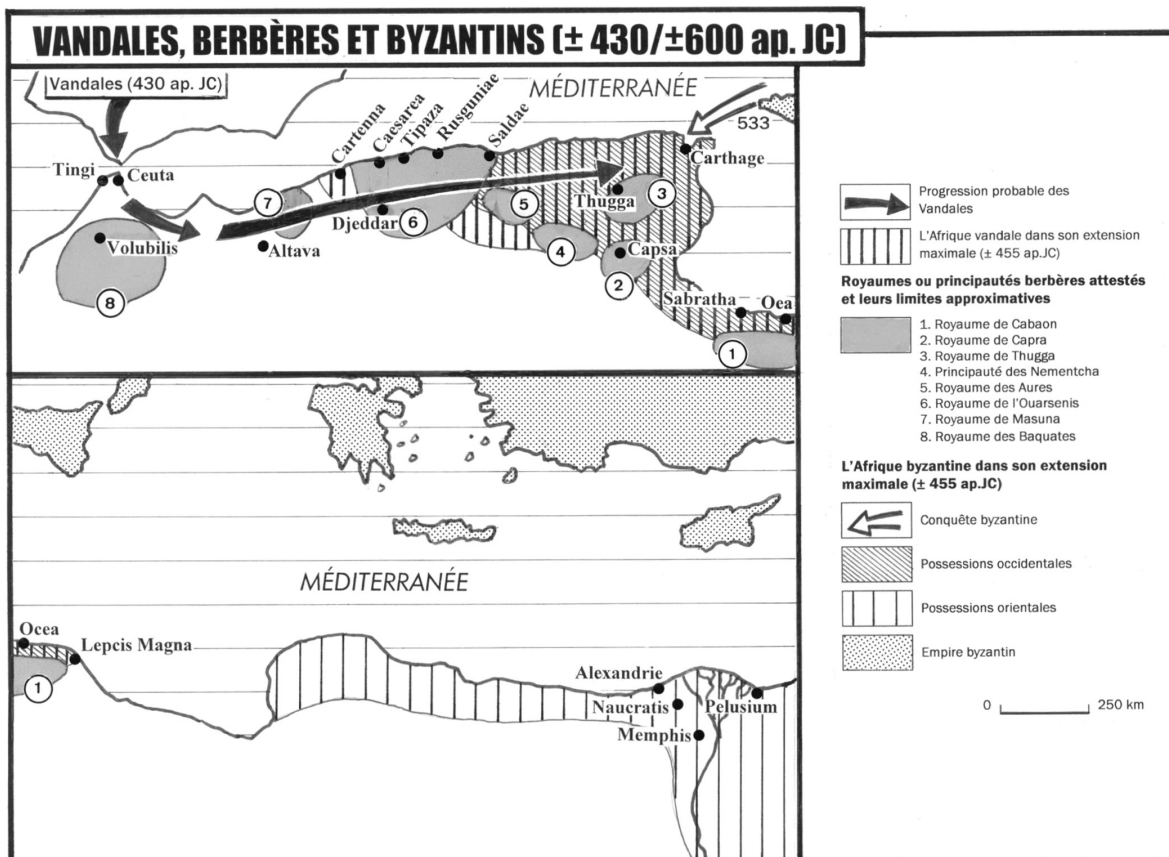 VANDALES, BERBÈRES ET BYZANTINS (± 430/±600 ap. JC)
Vandales (430 ap. JC)
MÉDITERRANÉE
533
Tingi
Ceuta
Cartenna
Caesarea
Tipaza
Rusguniae
Saldae
Carthage
7
Thugga
3
5
Djeddar
6
Volubilis
Altava
4
Capsa
8
2
Sabratha
Oea
1
MÉDITERRANÉE
Ocea
Lepcis Magna
1
Alexandrie
Naucratis
Pelusium
Memphis
Progression probable des
Vandales
L'Afrique vandale dans son extension
maximale (± 455 ap.JC)
Royaumes ou principautés berbères attestés
et leurs limites approximatives
1. Royaume de Cabaon
2. Royaume de Capra
3. Royaume de Thugga
4. Principauté des Nementcha
5. Royaume des Aures
6. Royaume de l'Ouarsenis
7. Royaume de Masuna
8. Royaume des Baquates
L'Afrique byzantine dans son extension
maximale (± 455 ap.JC)
Conquête byzantine
Possessions occidentales
Possessions orientales
Empire byzantin
0 250 km